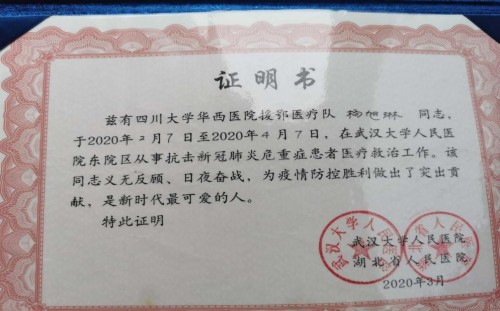 证明书
兹有四川大学华西医院援鄂医疗队 杨旭琳 同志，
于2020年2月7日至2020年4月7日，在武汉大学人民医
院东院区从事抗击新冠肺炎危重症患者医疗救治工作。该
同志义无反顾、日夜奋战，为疫情防控胜利做出了突出贡
献，是新时代最可爱的人。
特此证明
武汉大学人民医院
湖北省人民医院
2020年3月